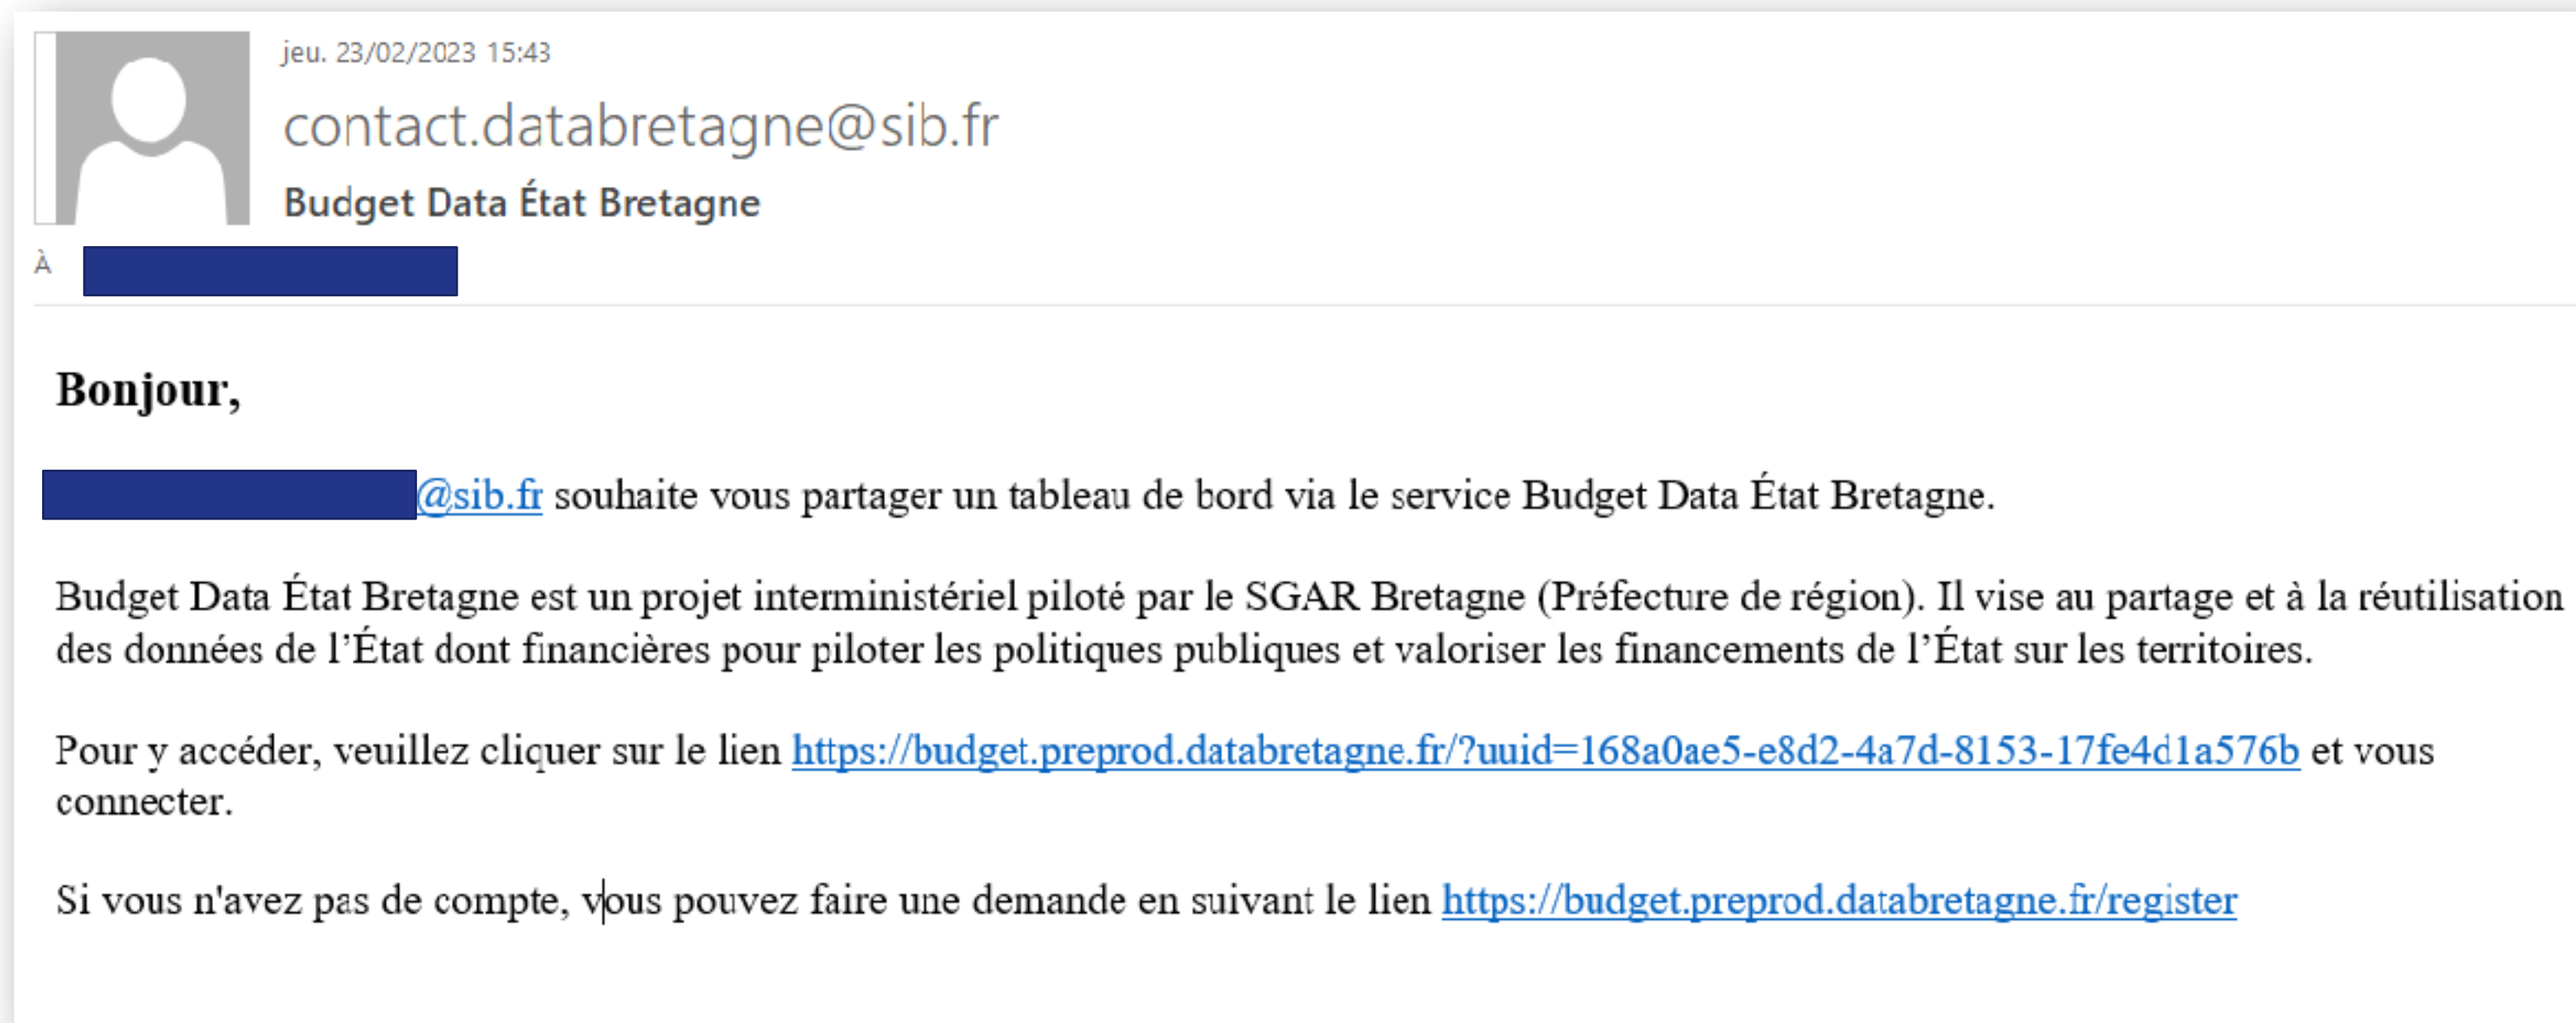 jeu. 23/02/2023 15:43
contact.databretagne@sib.fr
Budget Data État Bretagne
À
Bonjour,
@sib.fr souhaite vous partager un tableau de bord via le service Budget Data État Bretagne.
Budget Data État Bretagne est un projet interministériel piloté par le SGAR Bretagne (Préfecture de région). Il vise au partage et à la réutilisation
des données de l’État dont financières pour piloter les politiques publiques et valoriser les financements de l’État sur les territoires.
Pour y accéder, veuillez cliquer sur le lien https://budget.preprod.databretagne.fr/?uuid=168a0ae5-e8d2-4a7d-8153-17fe4d1a576b et vous
connecter.
Si vous n'avez pas de compte, vous pouvez faire une demande en suivant le lien https://budget.preprod.databretagne.fr/register